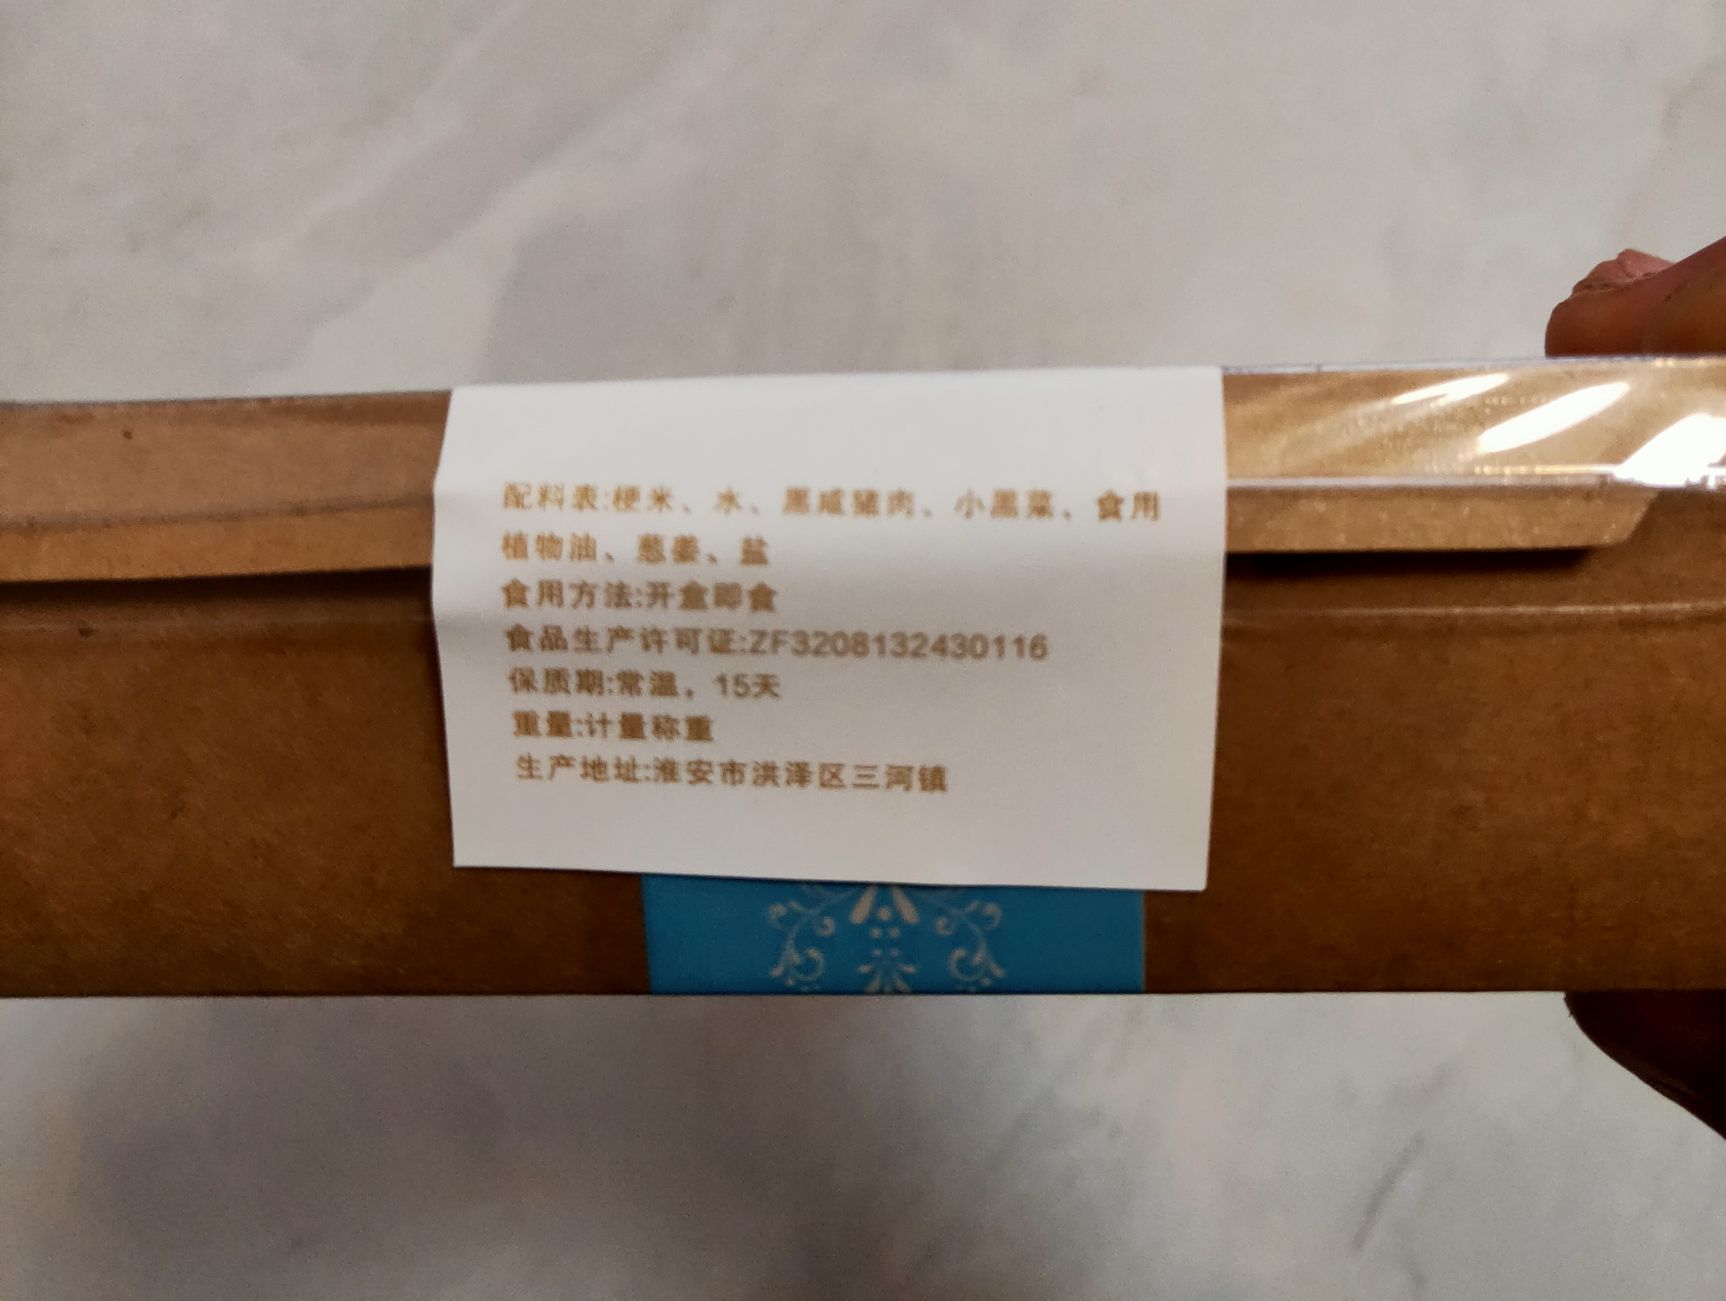 配料表:梗米、水、黑咸猪肉、小黑菜、食用
植物油、葱姜、盐
食用方法:开盒即食
食品生产许可证:ZF3208132430116
保质期:常温，15天
重量:计量称重
生产地址:淮安市洪泽区三河镇